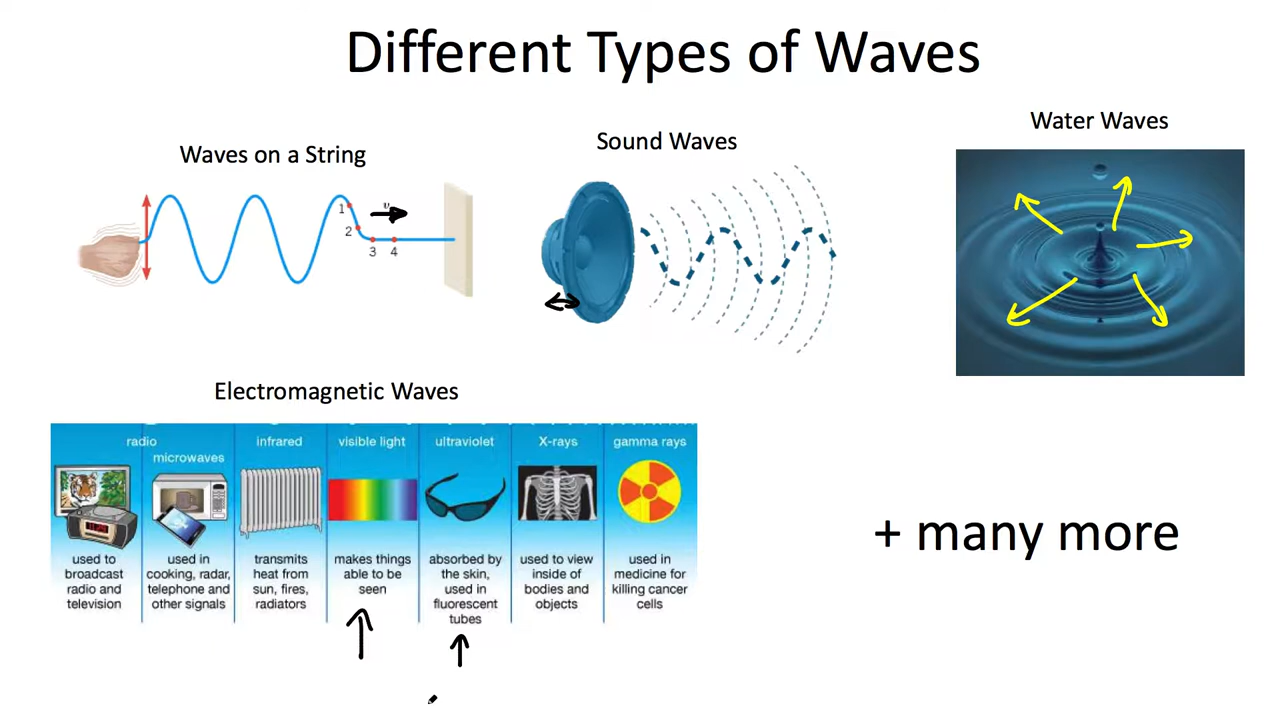 Different Types of Waves
Waves on a String
1
2
3
4
v
Sound Waves
Water Waves
Electromagnetic Waves
radio
microwaves
infrared
visible light
ultraviolet
X-rays
gamma rays
used to
broadcast
radio and
television
used in
cooking, radar,
telephone and
other signals
transmits
heat from
sun, fires,
radiators
makes things
able to be
seen
absorbed by
the skin,
used in
fluorescent
tubes
used to view
inside of
bodies and
objects
used in
medicine for
killing cancer
cells
+ many more